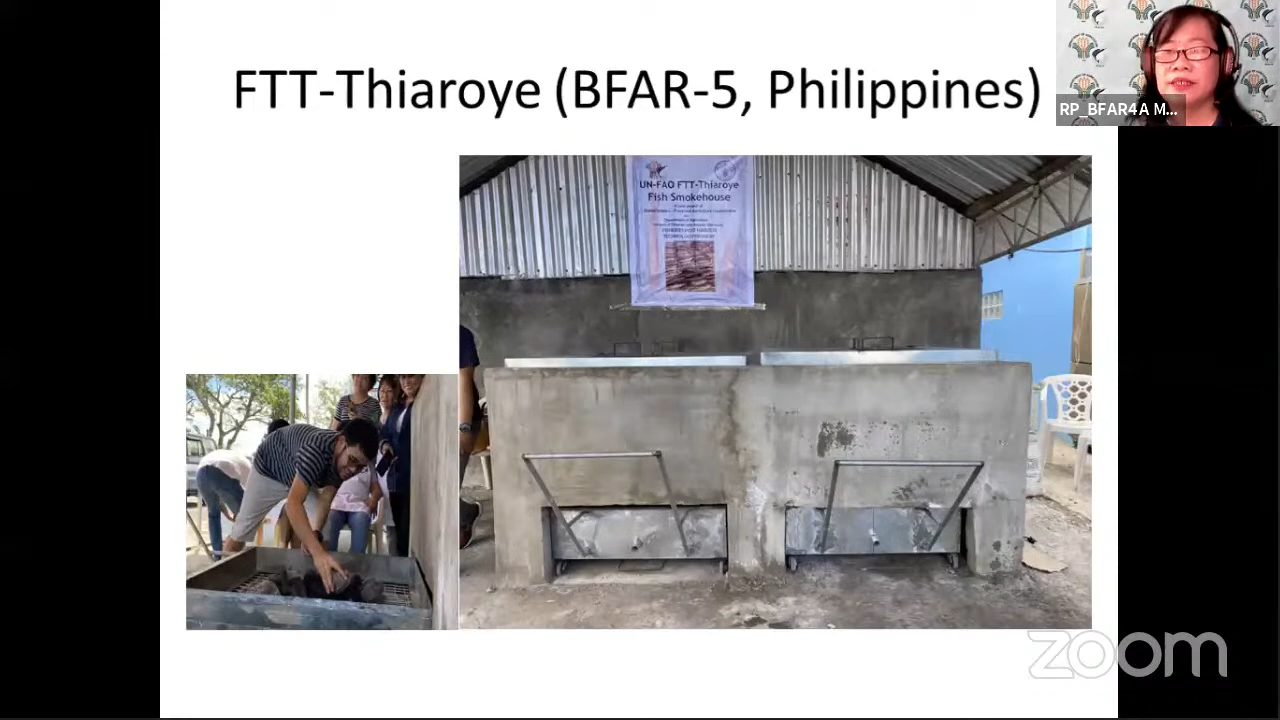 FTT-Thiaroye (BFAR-5, Philippines)
RP_BFAR4A M...
UN-FAO FTT-Thiaroye
Fish Smokehouse
zoom